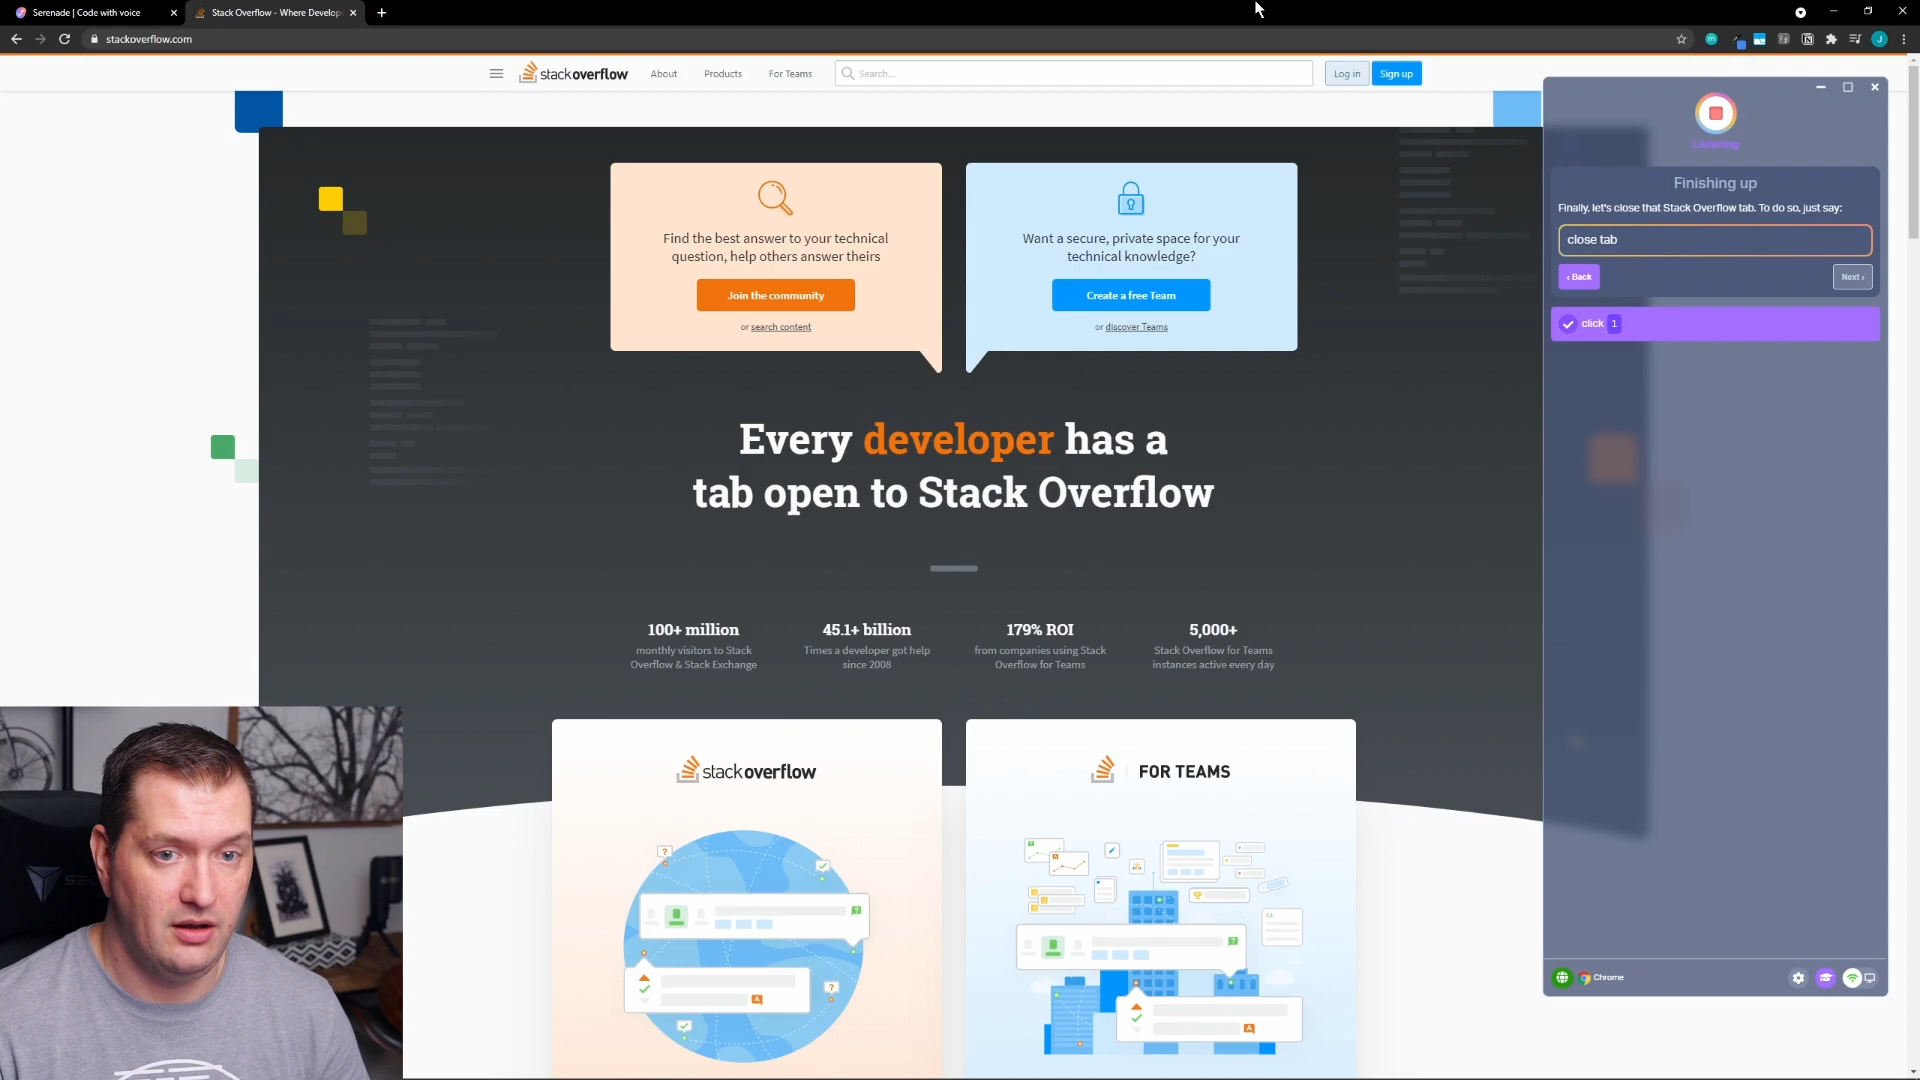 Serenade | Code with voice
Stack Overflow - Where Develop
stackoverflow.com
stackoverflow
About
Products
For Teams
Search...
Log in
Sign up
Find the best answer to your technical
question, help others answer theirs
Join the community
or search content
Want a secure, private space for your
technical knowledge?
Create a free Team
or discover Teams
Every developer has a
tab open to Stack Overflow
100+ million
monthly visitors to Stack
Overflow & Stack Exchange
45.1+ billion
Times a developer got help
since 2008
179% ROI
from companies using Stack
Overflow for Teams
5,000+
Stack Overflow for Teams
instances active every day
stackoverflow
FOR TEAMS
Listening
Finishing up
Finally, let's close that Stack Overflow tab. To do so, just say:
close tab
‹ Back
Next ›
click 1
Chrome